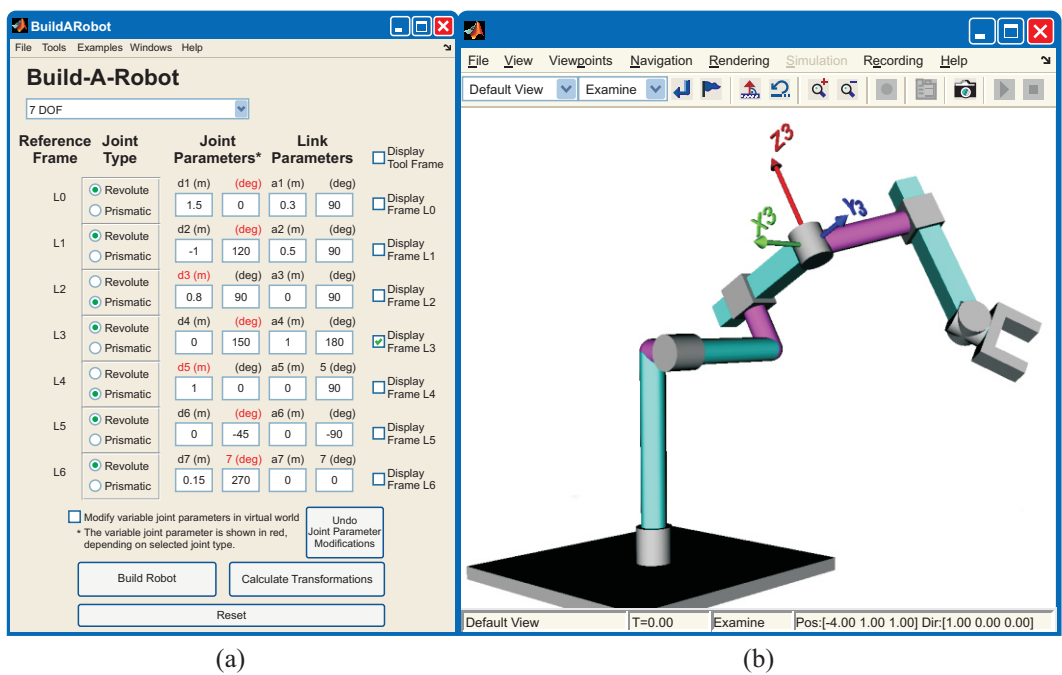 BuildARobot
File Tools Examples Windows Help
Build-A-Robot
7 DOF
Reference Frame
Joint Type
Joint Parameters*
Link Parameters
Display Tool Frame
L0
Revolute
Prismatic
d1 (m) (deg) a1 (m) (deg)
1.5 0 0.3 90
Display Frame L0
L1
Revolute
Prismatic
d2 (m) (deg) a2 (m) (deg)
-1 120 0.5 90
Display Frame L1
L2
Revolute
Prismatic
d3 (m) (deg) a3 (m) (deg)
0.8 90 0 90
Display Frame L2
L3
Revolute
Prismatic
d4 (m) (deg) a4 (m) (deg)
0 150 1 180
Display Frame L3
L4
Revolute
Prismatic
d5 (m) (deg) a5 (m) 5 (deg)
1 0 0 90
Display Frame L4
L5
Revolute
Prismatic
d6 (m) (deg) a6 (m) (deg)
0 -45 0 -90
Display Frame L5
L6
Revolute
Prismatic
d7 (m) 7 (deg) a7 (m) 7 (deg)
0.15 270 0 0
Display Frame L6
Modify variable joint parameters in virtual world
* The variable joint parameter is shown in red,
depending on selected joint type.
Undo
Joint Parameter
Modifications
Build Robot
Calculate Transformations
Reset
(a)
File View Viewpoints Navigation Rendering Simulation Recording Help
Default View Examine
Z3
X3
Y3
Default View T=0.00 Examine Pos:[-4.00 1.00 1.00] Dir:[1.00 0.00 0.00]
(b)